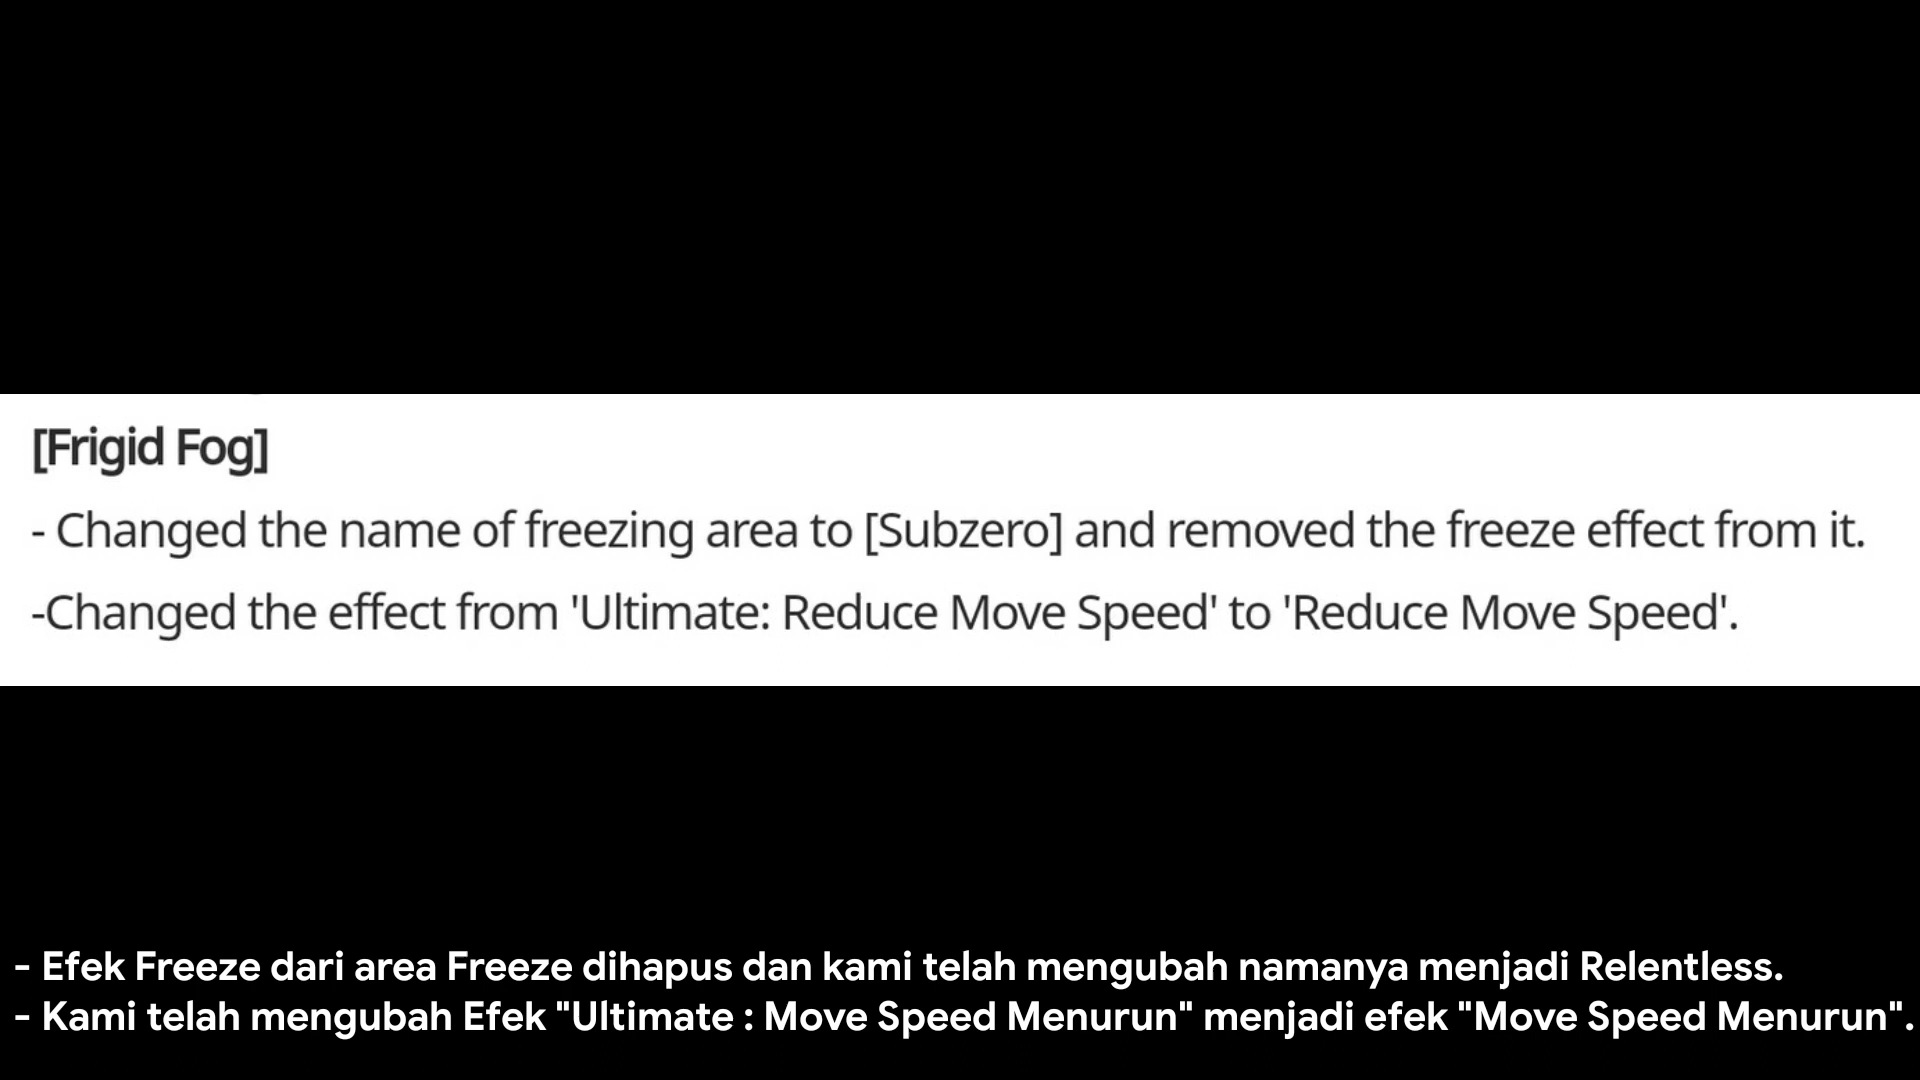 [Frigid Fog]
- Changed the name of freezing area to [Subzero] and removed the freeze effect from it.
-Changed the effect from 'Ultimate: Reduce Move Speed' to 'Reduce Move Speed'.
- Efek Freeze dari area Freeze dihapus dan kami telah mengubah namanya menjadi Relentless.
- Kami telah mengubah Efek "Ultimate : Move Speed Menurun" menjadi efek "Move Speed Menurun".